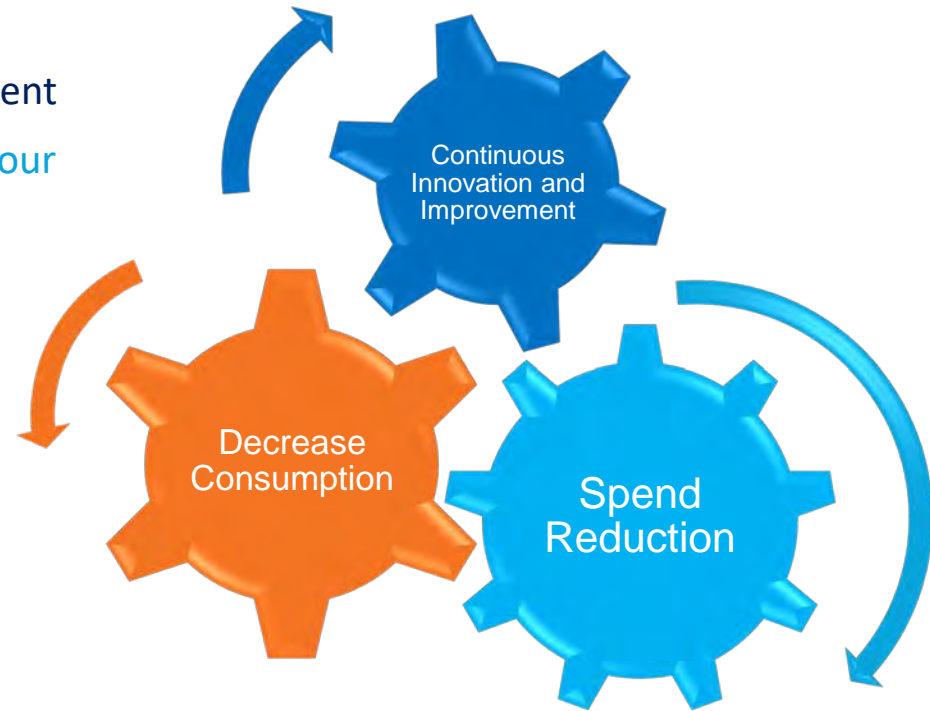 ent
our
Continuous
Innovation and
Improvement
Decrease
Consumption
Spend
Reduction